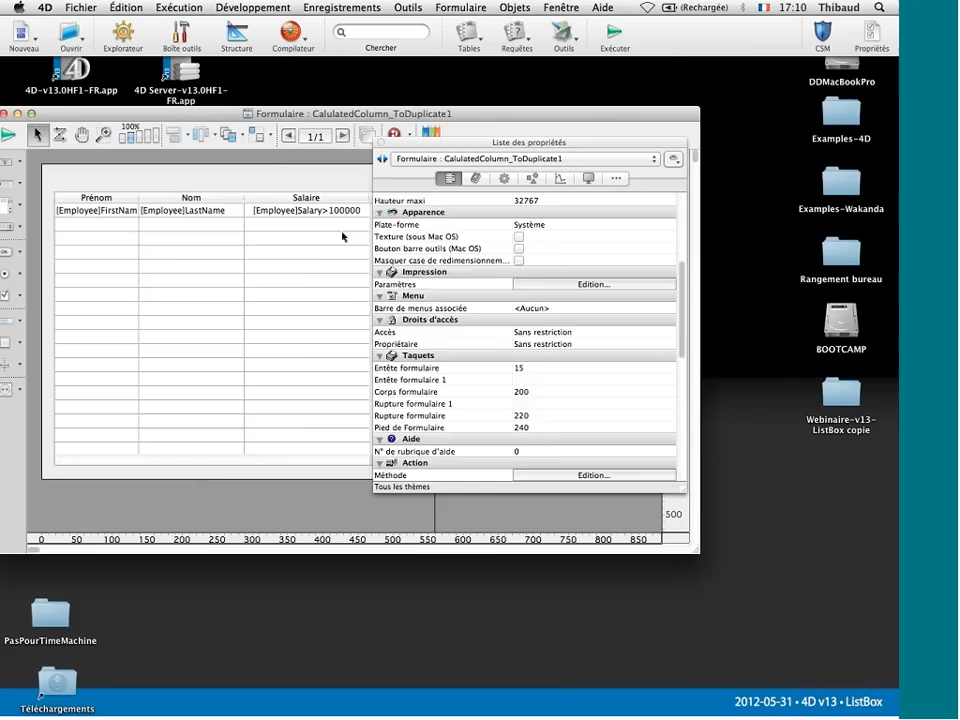 4D Fichier Édition Exécution Développement Enregistrements Outils Formulaire Objets Fenêtre Aide (Rechargée) 17:10 Thibaud
Nouveau Ouvrir Explorateur Boîte outils Structure Compilateur Chercher Tables Requêtes Outils Exécuter CSM Propriétés
4D-v13.0HF1-FR.app
4D Server-v13.0HF1-
FR.app
DDMacBookPro
Examples-4D
Examples-Wakanda
Rangement bureau
BOOTCAMP
Webinaire-v13-
ListBox copie
Formulaire : CalulatedColumn_ToDuplicate1
100%
1/1
Prénom Nom Salaire
[Employee]FirstNam [Employee]LastName [Employee]Salary>100000
Liste des propriétés
Formulaire : CalulatedColumn_ToDuplicate1
Hauteur maxi 32767
Apparence
Plate-forme Système
Texture (sous Mac OS)
Bouton barre outils (Mac OS)
Masquer case de redimensionnem...
Impression
Paramètres Edition...
Menu
Barre de menus associée <Aucun>
Droits d'accès
Accès Sans restriction
Propriétaire Sans restriction
Taquets
Entête formulaire 15
Entête formulaire 1
Corps formulaire 200
Rupture formulaire 1
Rupture formulaire 220
Pied de Formulaire 240
Aide
N° de rubrique d'aide 0
Action
Méthode Edition...
Tous les thèmes
500
0 50 100 150 200 250 300 350 400 450 500 550 600 650 700 750 800 850
PasPourTimeMachine
Téléchargements
2012-05-31 • 4D v13 • ListBox